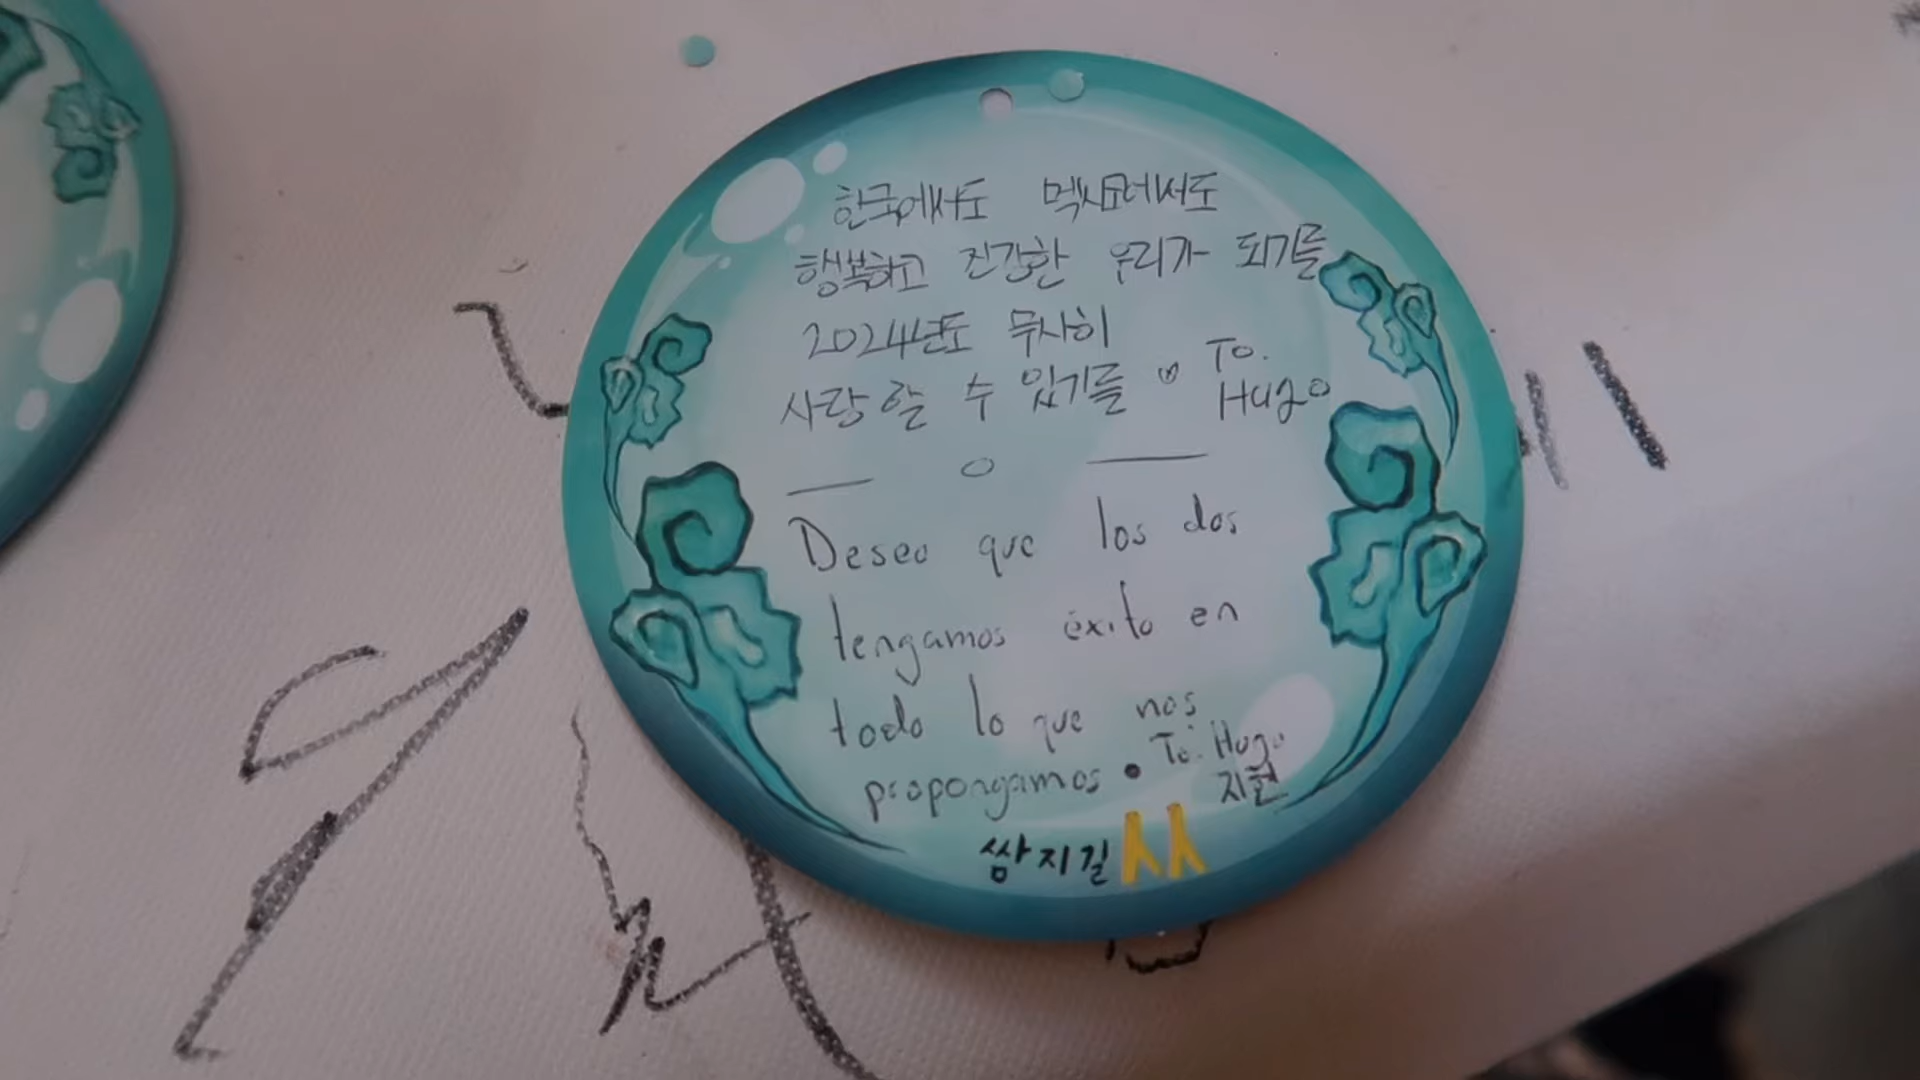 한국에서도 멕시코에서도
행복하고 건강한 우리가 되기를
2024년도 무사히
사랑할 수 있기를 To.
Hugo
Deseo que los dos
tengamos éxito en
todo lo que nos
propongamos • To: Hugo
지현
쌈지길